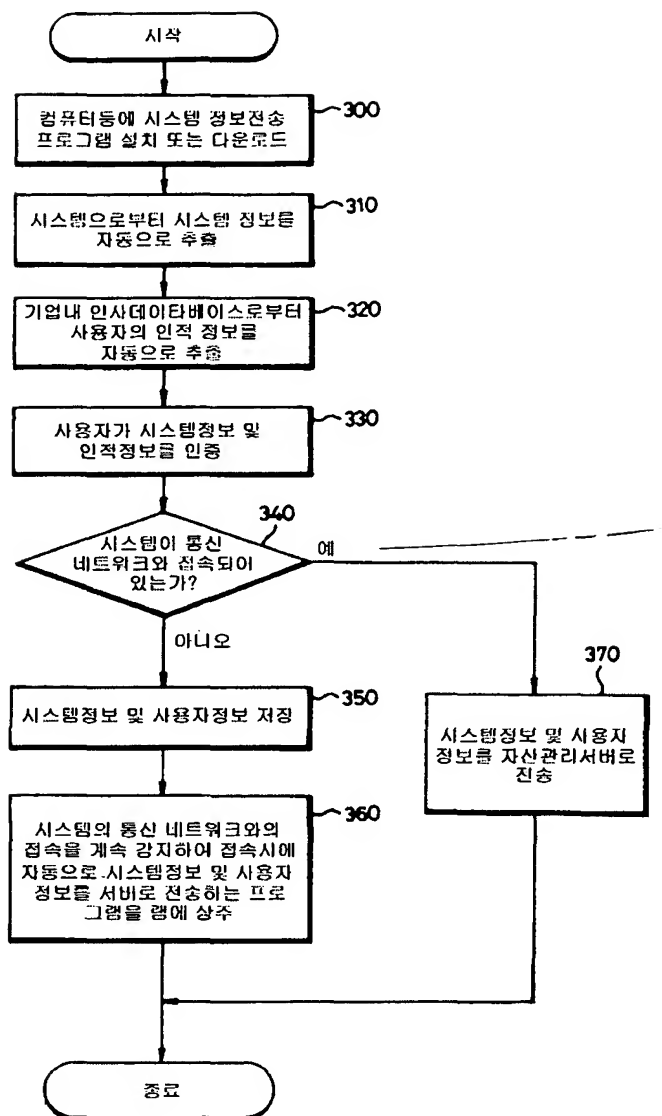 시작
컴퓨터등에 시스템 정보전송
프로그램 설치 또는 다운로드
300
시스템으로부터 시스템 정보를
자동으로 추출
310
기업내 인사데이타베이스로부터
사용자의 인적 정보를
자동으로 추출
320
사용자가 시스템정보 및
인적정보를 인증
330
시스템이 통신
네트워크와 접속되어
있는가?
340
예
아니오
시스템정보 및 사용자정보 저장
350
시스템정보 및 사용자
정보를 자산관리서버로
전송
370
시스템의 통신 네트워크와의
접속을 계속 감지하여 접속시에
자동으로 시스템정보 및 사용자
정보를 서버로 전송하는 프로
그램을 램에 상주
360
종료